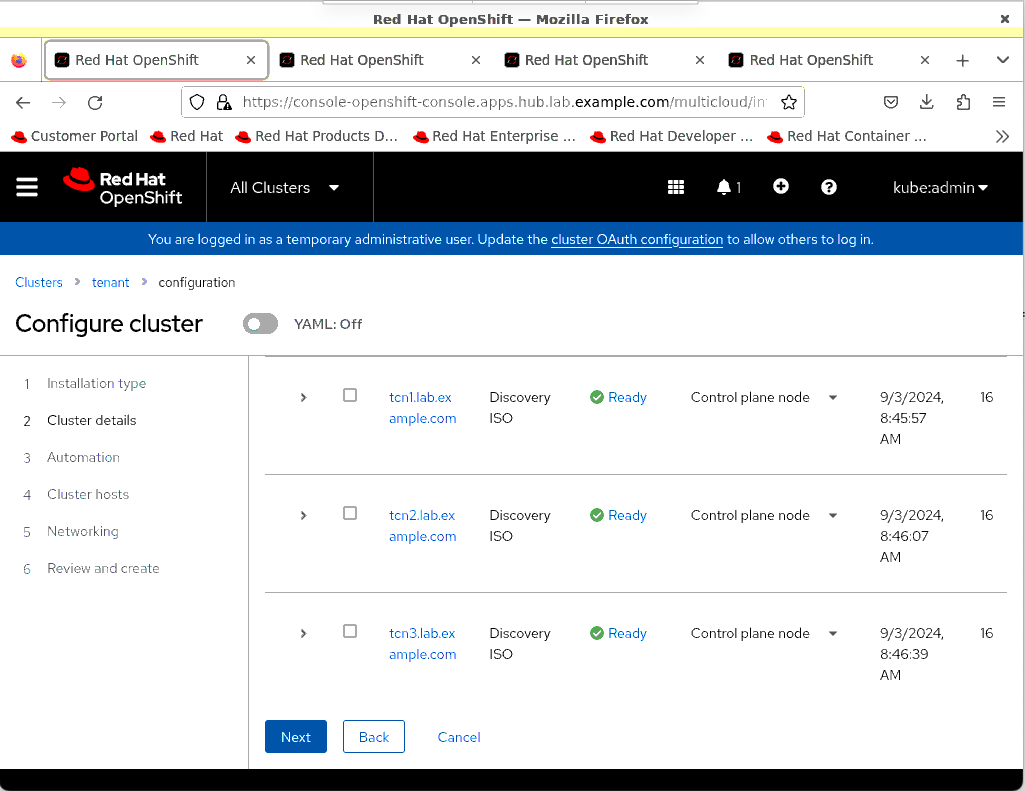 Red Hat OpenShift — Mozilla Firefox
Red Hat OpenShift
Red Hat OpenShift
Red Hat OpenShift
Red Hat OpenShift
https://console-openshift-console.apps.hub.lab.example.com/multicloud/in
Customer Portal
Red Hat
Red Hat Products D…
Red Hat Enterprise …
Red Hat Developer …
Red Hat Container …
Red Hat
OpenShift
All Clusters
1
kube:admin
You are logged in as a temporary administrative user. Update the cluster OAuth configuration to allow others to log in.
Clusters
tenant
configuration
Configure cluster
YAML: Off
1 Installation type
2 Cluster details
3 Automation
4 Cluster hosts
5 Networking
6 Review and create
tcn1.lab.ex
ample.com
Discovery
ISO
Ready
Control plane node
9/3/2024,
8:45:57
AM
16
tcn2.lab.ex
ample.com
Discovery
ISO
Ready
Control plane node
9/3/2024,
8:46:07
AM
16
tcn3.lab.ex
ample.com
Discovery
ISO
Ready
Control plane node
9/3/2024,
8:46:39
AM
16
Next
Back
Cancel